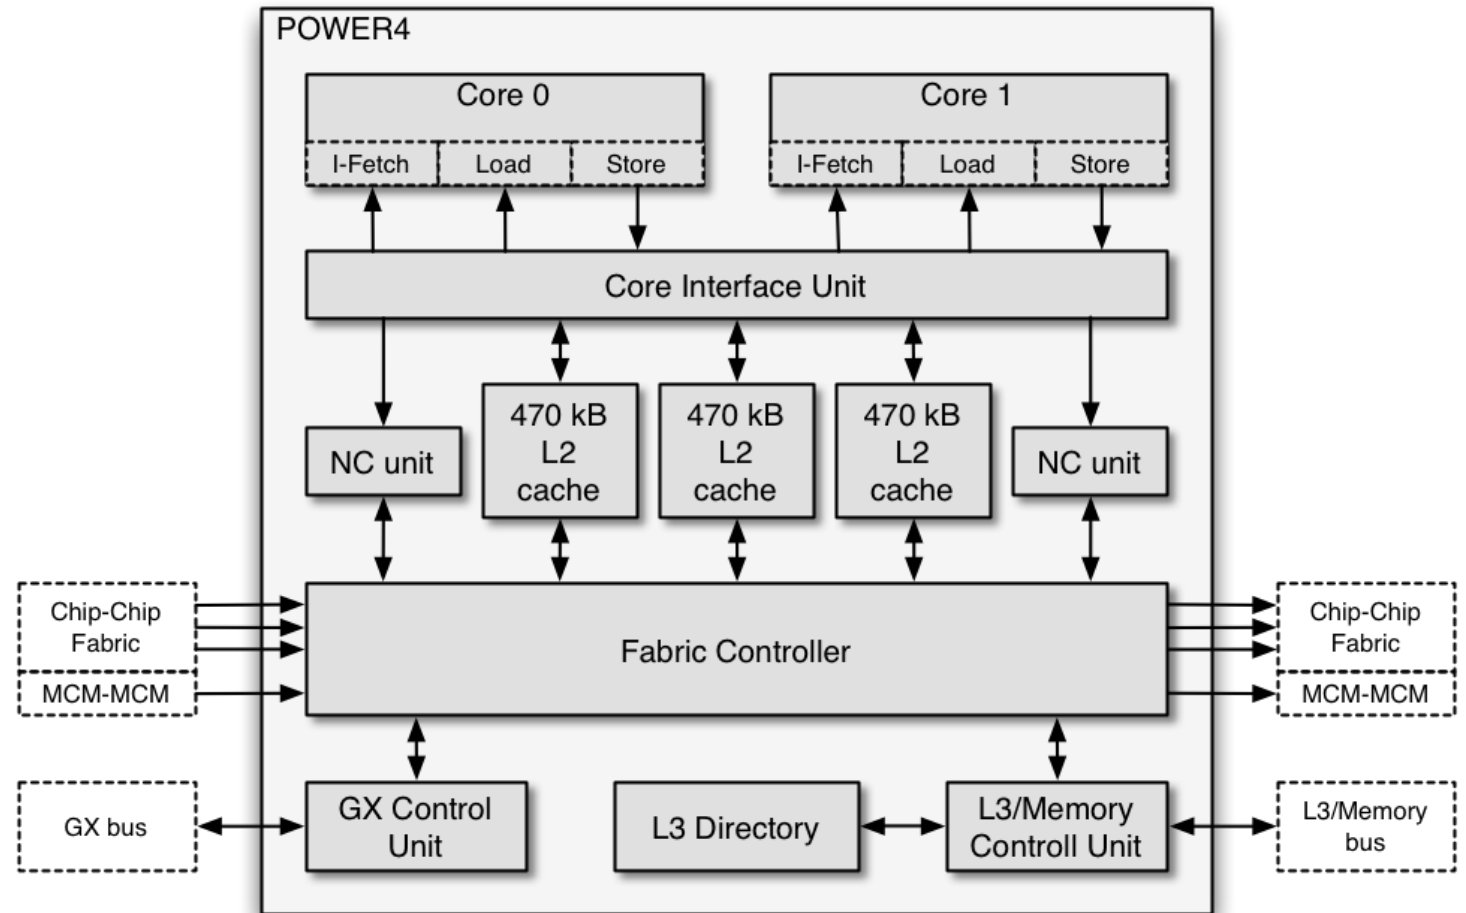 POWER4
Core 0
Core 1
I-Fetch
Load
Store
I-Fetch
Load
Store
Core Interface Unit
NC unit
470 kB
L2
cache
470 kB
L2
cache
470 kB
L2
cache
NC unit
Chip-Chip
Fabric
MCM-MCM
Fabric Controller
Chip-Chip
Fabric
MCM-MCM
GX bus
GX Control
Unit
L3 Directory
L3/Memory
Controll Unit
L3/Memory
bus